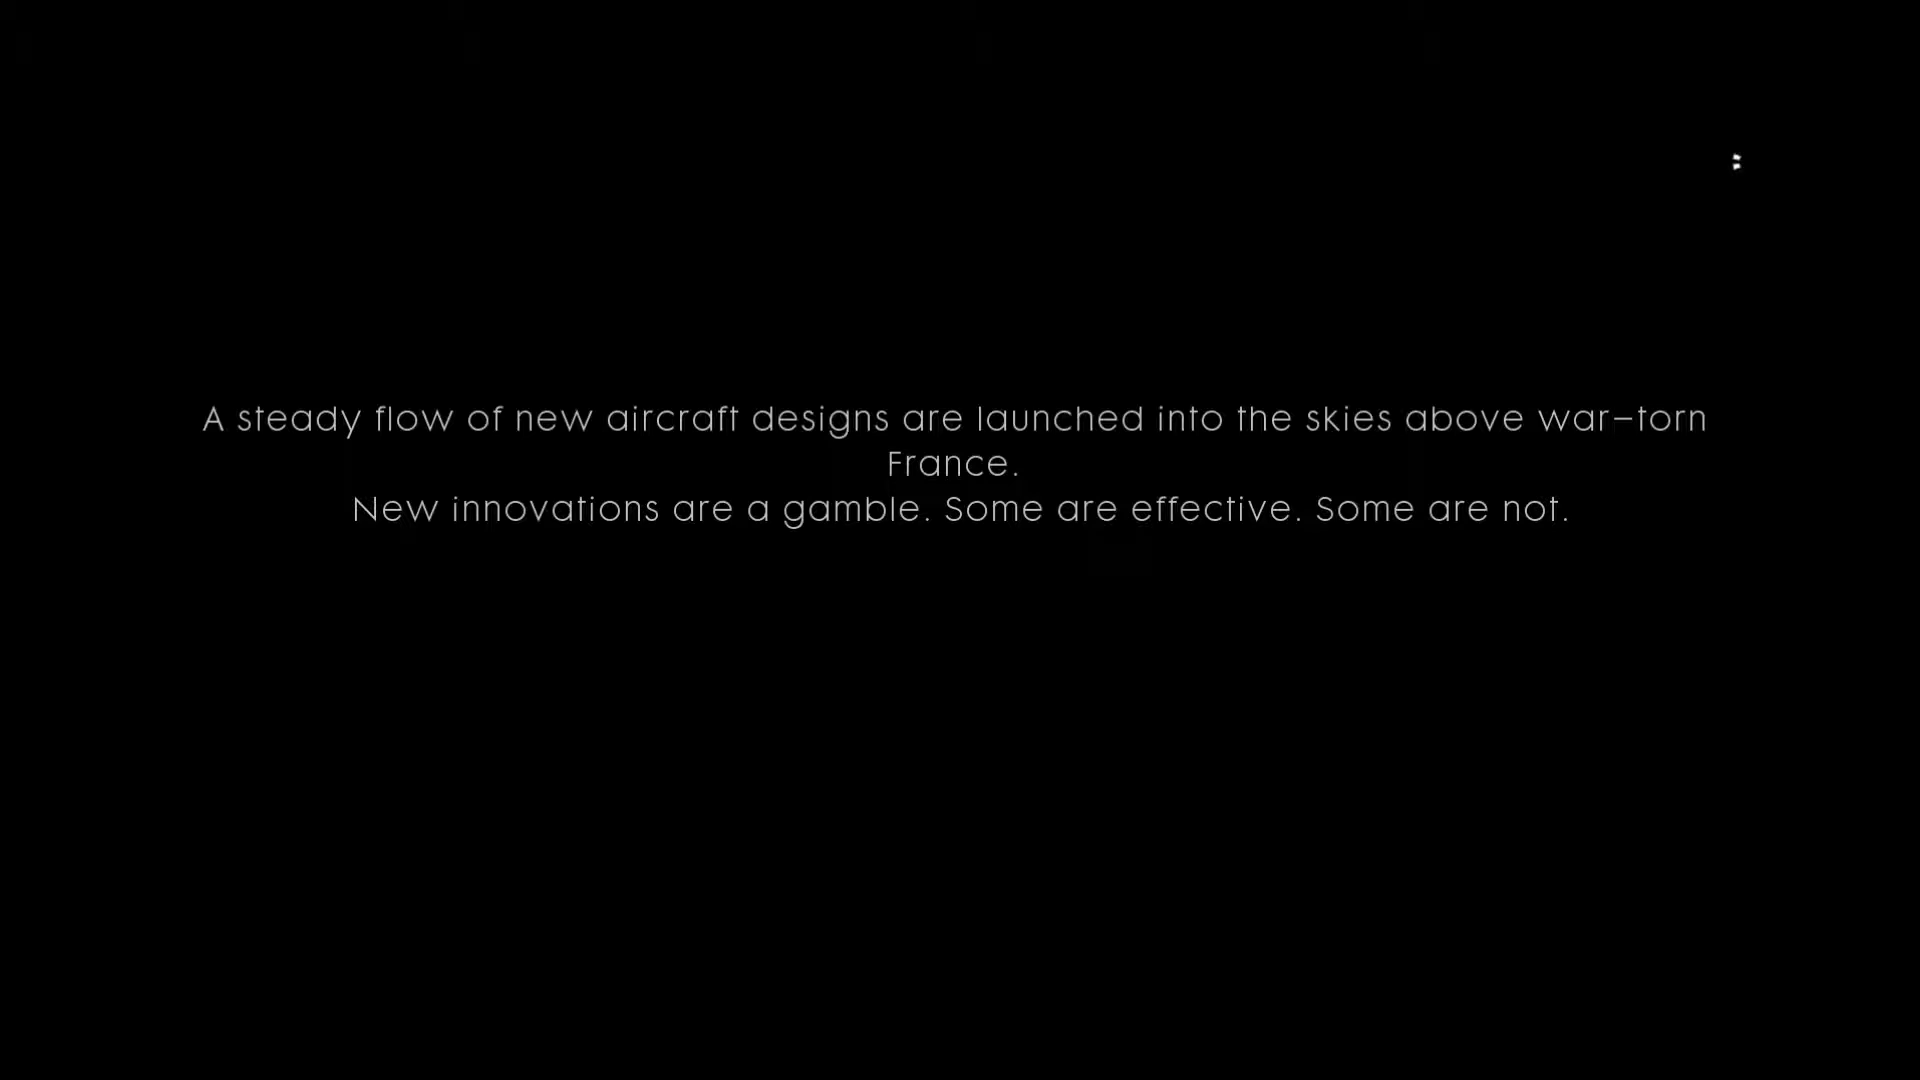 A steady flow of new aircraft designs are launched into the skies above war–torn
France.
New innovations are a gamble. Some are effective. Some are not.